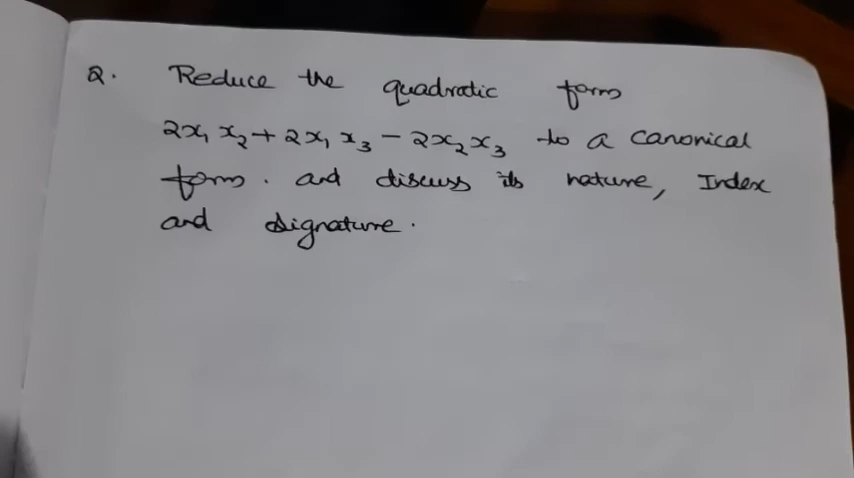 Q. Reduce the quadratic form
2x₁x₂ + 2x₁x₃ - 2x₂x₃ to a canonical
form. and discuss its nature, Index
and signature.